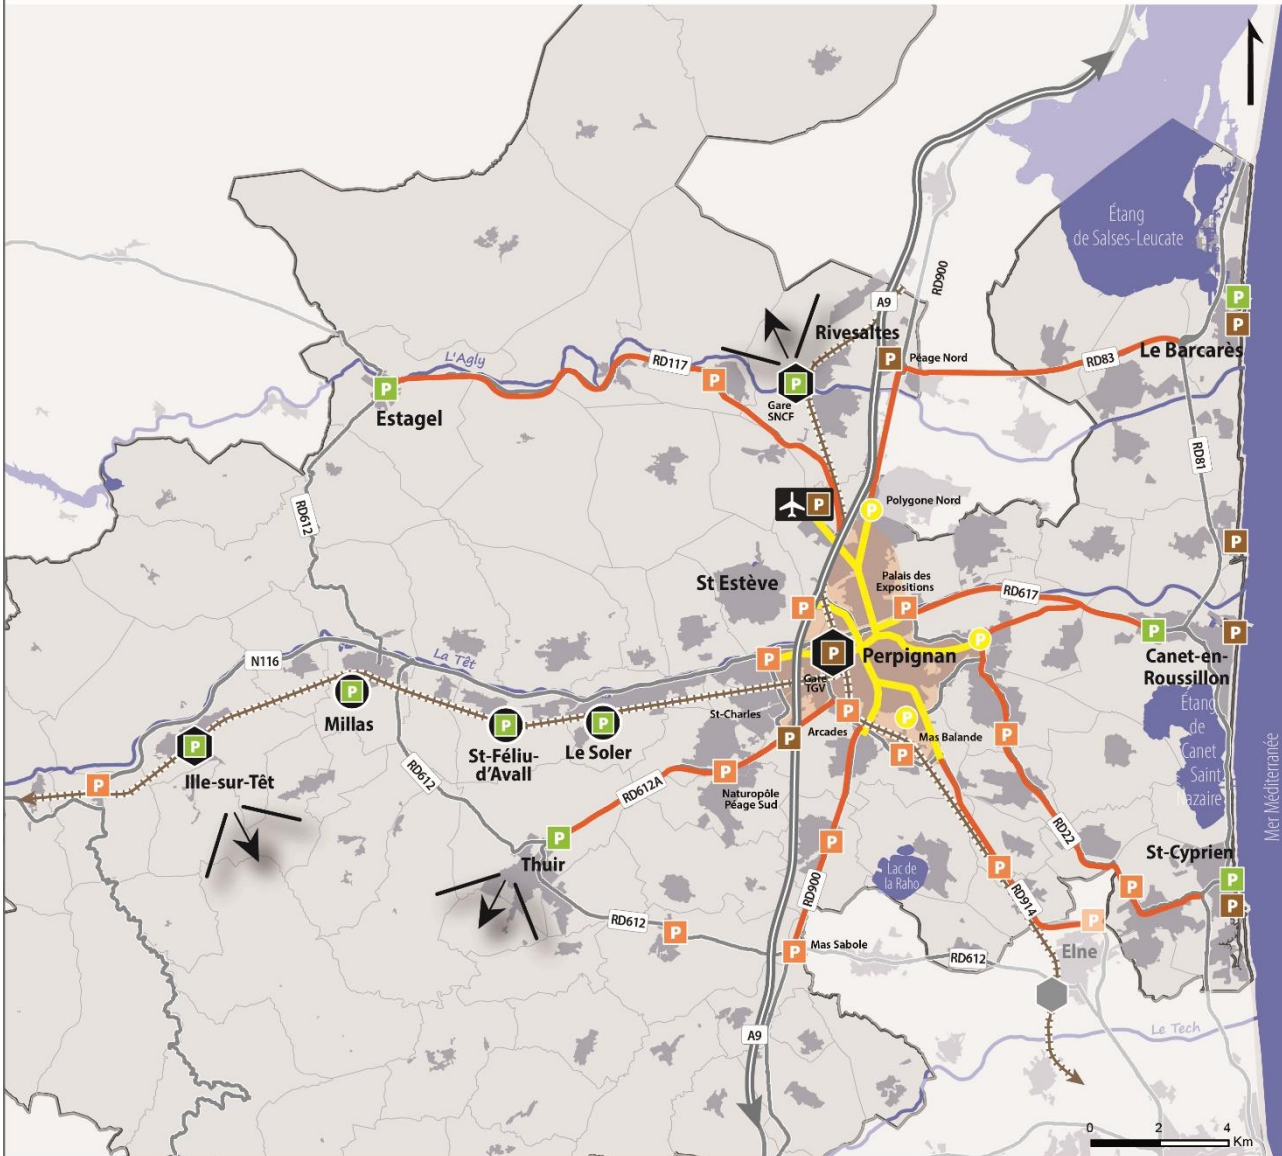 Étang
de Salses-Leucate
RD900
A9
Rivesaltes
P
P
Le Barcarès
L'Agly
RD117
P
Péage Nord
RD83
P
Estagel
P
P
Gare
SNCF
RD81
RD612
P
P
Polygone Nord
P
St Estève
Palais des
Expositions
RD617
P
P
N116
La Têt
P
P
Perpignan
P
P
P
Canet-en-
Roussillon
Gare
TGV
P
Millas
P
St-Féliu-
d'Avall
P
Le Soler
St-Charles
P
Arcades
P
Mas Balande
P
P
P
Étang
de
Canet
Saint
Nazaire
Mer Méditerranée
P
Ille-sur-Têt
P
RD612
RD612A
P
Naturopôle
Péage Sud
P
Thuir
P
RD22
St-Cyprien
Lac de
la Raho
P
P
P
P
RD900
RD914
P
RD612
P
P
Mas Sabole
RD612
Elne
A9
Le Tech
0 2 4
Km